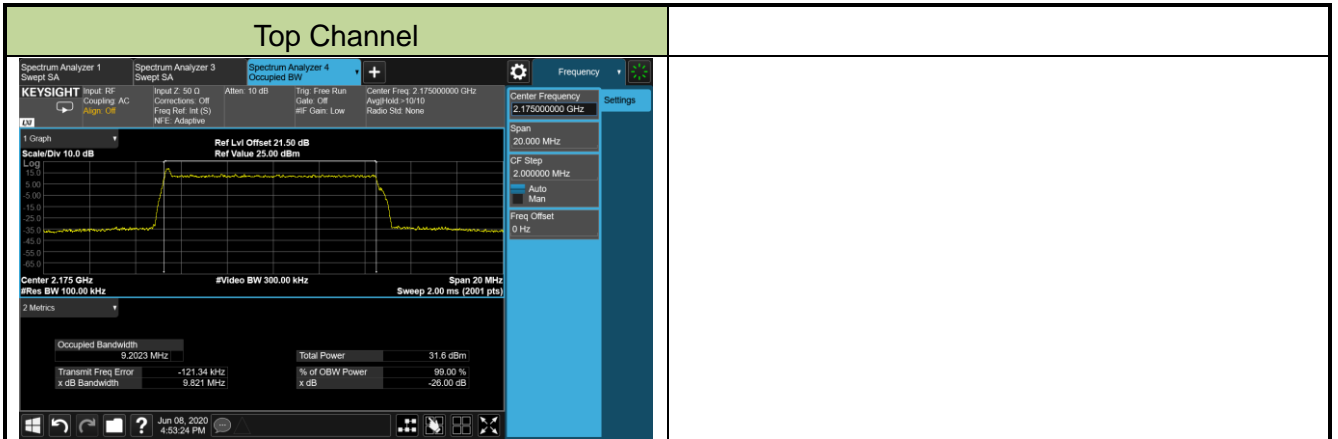 Top Channel
Spectrum Analyzer 1
Swept SA
Spectrum Analyzer 3
Swept SA
Spectrum Analyzer 4
Occupied BW
Frequency
KEYSIGHT
Input: RF
Coupling: AC
Align: Off
Input Z: 50 Ω
Corrections: Off
Freq Ref: Int (S)
NFE: Adaptive
Atten: 10 dB
Trig: Free Run
Gate: Off
#IF Gain: Low
Center Freq: 2.175000000 GHz
Avg|Hold:>10/10
Radio Std: None
LXI
Center Frequency
2.175000000 GHz
Settings
Span
20.000 MHz
CF Step
2.000000 MHz
Auto
Man
Freq Offset
0 Hz
1 Graph
Scale/Div 10.0 dB
Ref Lvl Offset 21.50 dB
Ref Value 25.00 dBm
Log
15.0
5.00
-5.00
-15.0
-25.0
-35.0
-45.0
-55.0
-65.0
Center 2.175 GHz
#Video BW 300.00 kHz
Span 20 MHz
#Res BW 100.00 kHz
Sweep 2.00 ms (2001 pts)
2 Metrics
Occupied Bandwidth
9.2023 MHz
Total Power 31.6 dBm
Transmit Freq Error -121.34 kHz
% of OBW Power 99.00 %
x dB Bandwidth 9.821 MHz
x dB -26.00 dB
?
Jun 08, 2020
4:53:24 PM